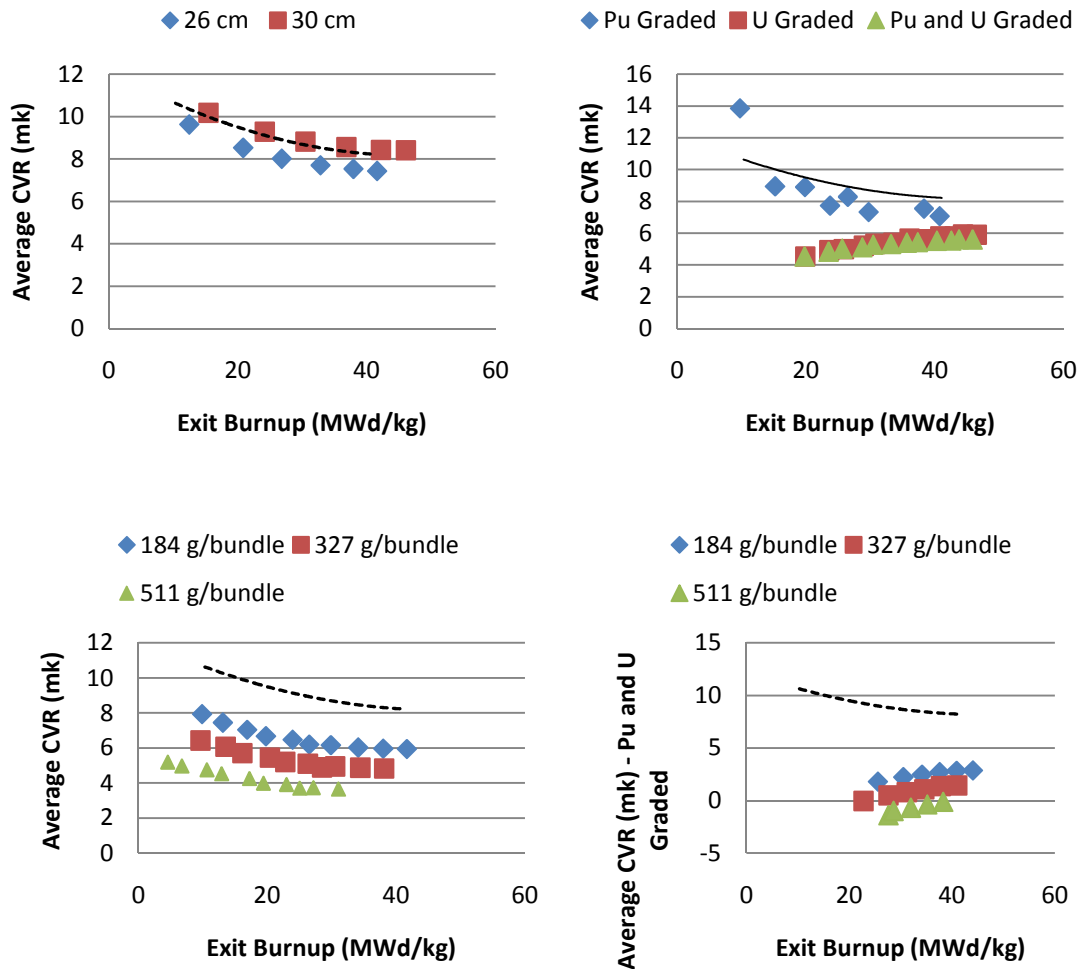 26 cm 30 cm
12
10
8
6
4
2
0
0 20 40 60
Average CVR (mk)
Exit Burnup (MWd/kg)
Pu Graded U Graded Pu and U Graded
16
14
12
10
8
6
4
2
0
0 20 40 60
Average CVR (mk)
Exit Burnup (MWd/kg)
184 g/bundle 327 g/bundle
511 g/bundle
12
10
8
6
4
2
0
0 20 40 60
Average CVR (mk)
Exit Burnup (MWd/kg)
184 g/bundle 327 g/bundle
511 g/bundle
15
10
5
0
-5
0 20 40 60
Average CVR (mk) - Pu and U
Graded
Exit Burnup (MWd/kg)